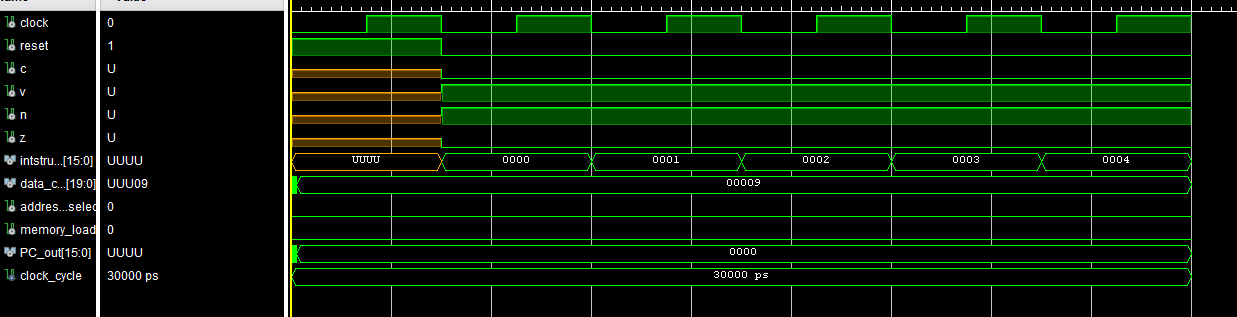 clock 0
reset 1
c U
v U
n U
z U
intstru...[15:0] UUUU UUUU 0000 0001 0002 0003 0004
data_c...[19:0] UUU09 00009
addres...selec 0
memory_load 0
PC_out[15:0] UUUU 0000
clock_cycle 30000 ps 30000 ps